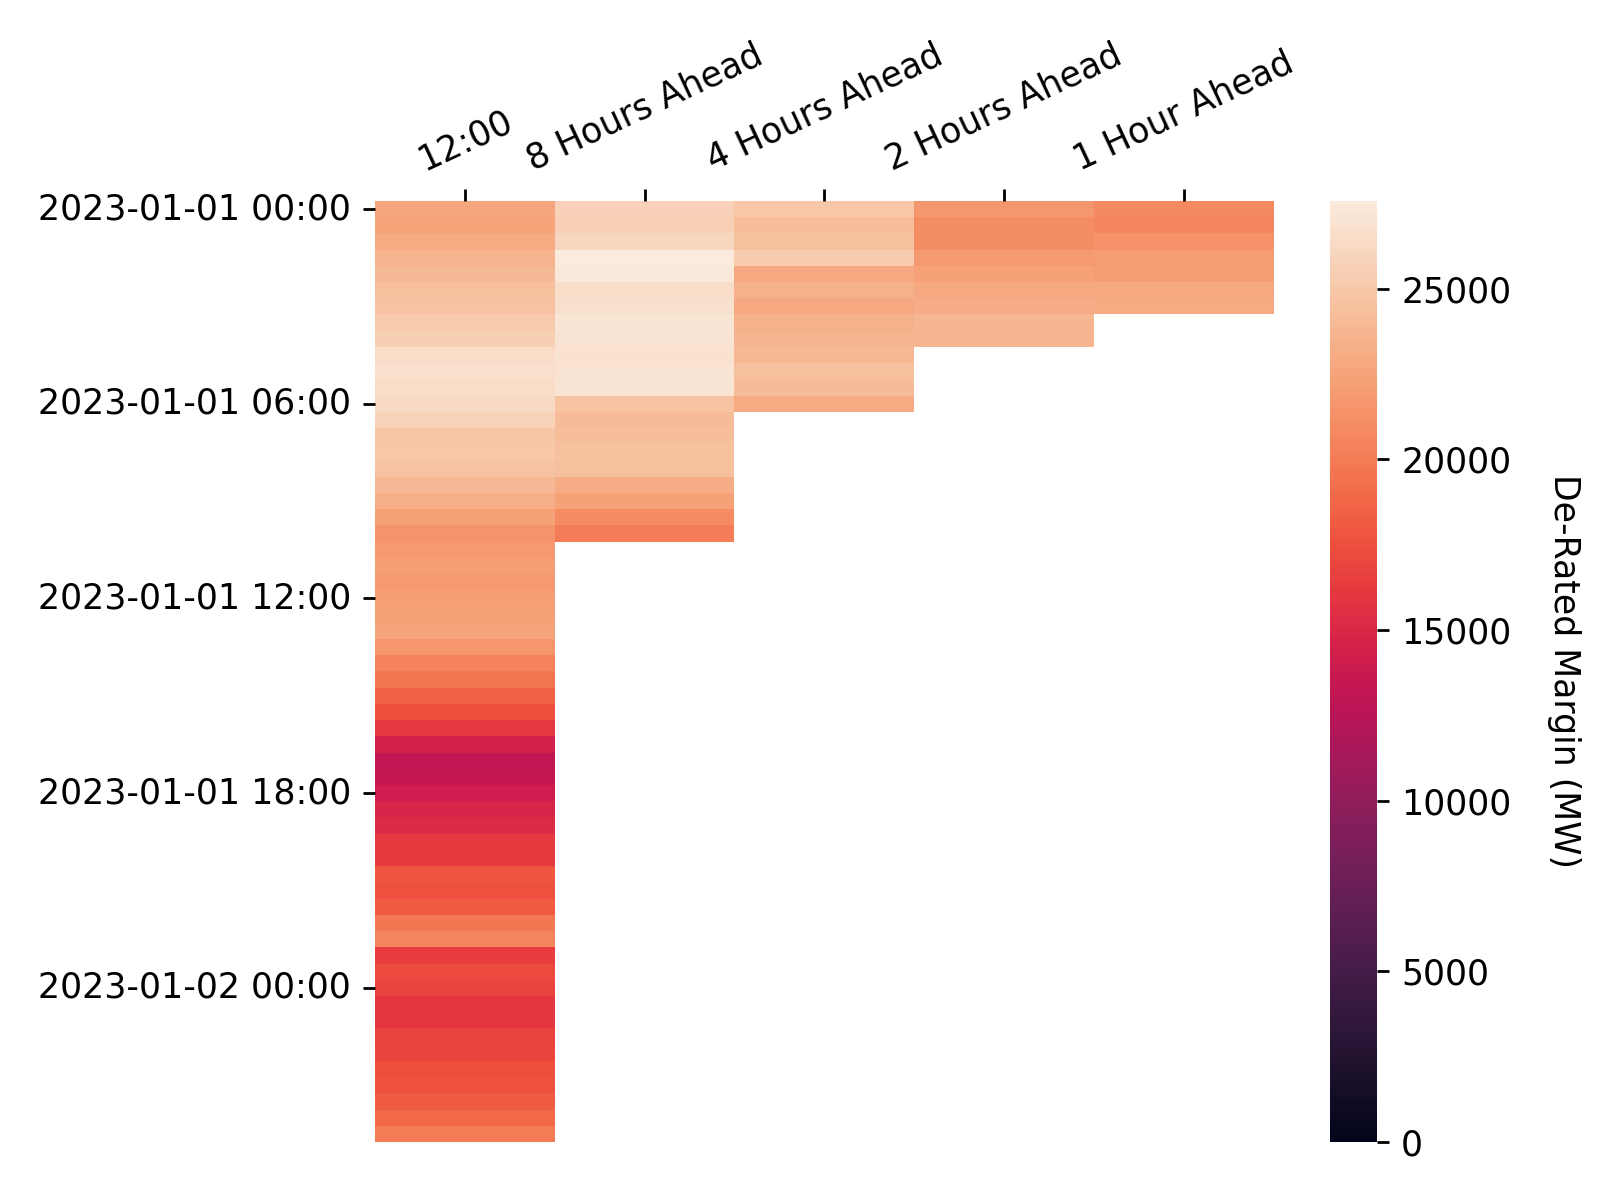 12:00
8 Hours Ahead
4 Hours Ahead
2 Hours Ahead
1 Hour Ahead
2023-01-01 00:00
2023-01-01 06:00
2023-01-01 12:00
2023-01-01 18:00
2023-01-02 00:00
25000
20000
15000
10000
5000
0
De-Rated Margin (MW)